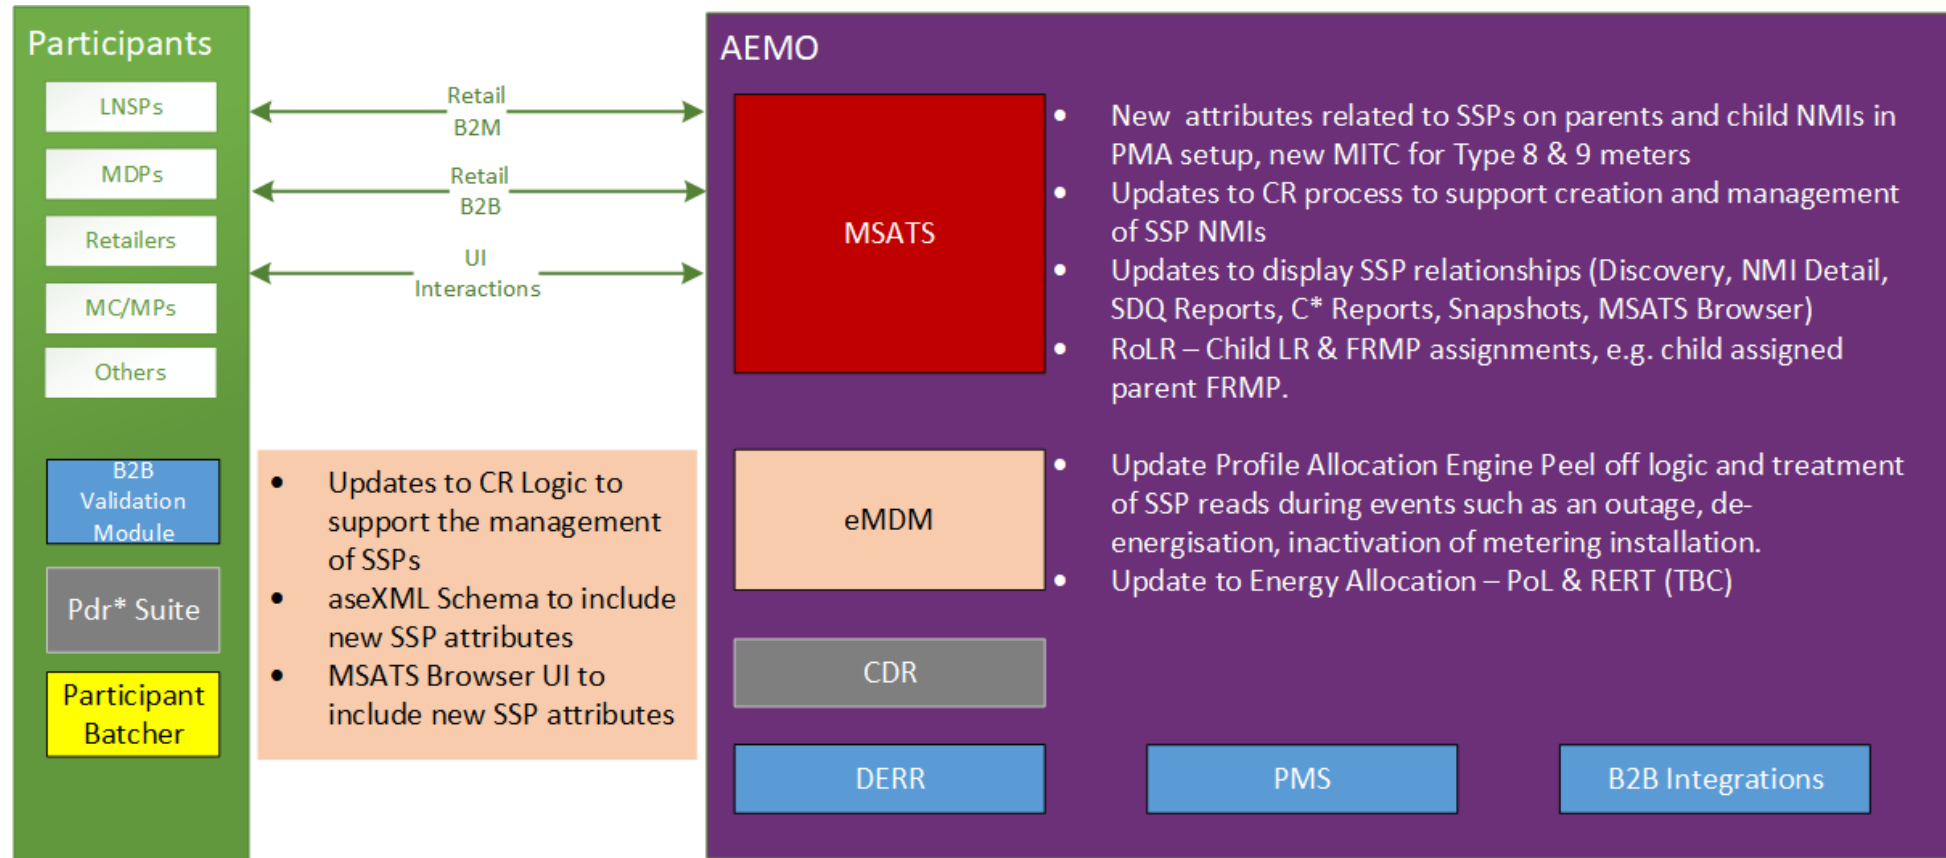 Participants
LNSPs
MDPs
Retailers
MC/MPs
Others
B2B
Validation
Module
Pdr* Suite
Participant
Batcher
Retail
B2M
Retail
B2B
UI
Interactions
• Updates to CR Logic to
support the management
of SSPs
• aseXML Schema to include
new SSP attributes
• MSATS Browser UI to
include new SSP attributes
AEMO
MSATS
• New attributes related to SSPs on parents and child NMIs in
PMA setup, new MITC for Type 8 & 9 meters
• Updates to CR process to support creation and management
of SSP NMIs
• Updates to display SSP relationships (Discovery, NMI Detail,
SDQ Reports, C* Reports, Snapshots, MSATS Browser)
• RoLR – Child LR & FRMP assignments, e.g. child assigned
parent FRMP.
eMDM
• Update Profile Allocation Engine Peel off logic and treatment
of SSP reads during events such as an outage, de-
energisation, inactivation of metering installation.
• Update to Energy Allocation – PoL & RERT (TBC)
CDR
DERR
PMS
B2B Integrations